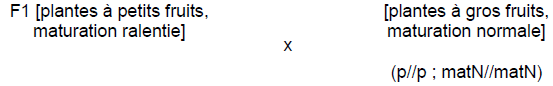 F1 [plantes à petits fruits,
maturation ralentie]
x
[plantes à gros fruits,
maturation normale]
(p//p ; matN//matN)